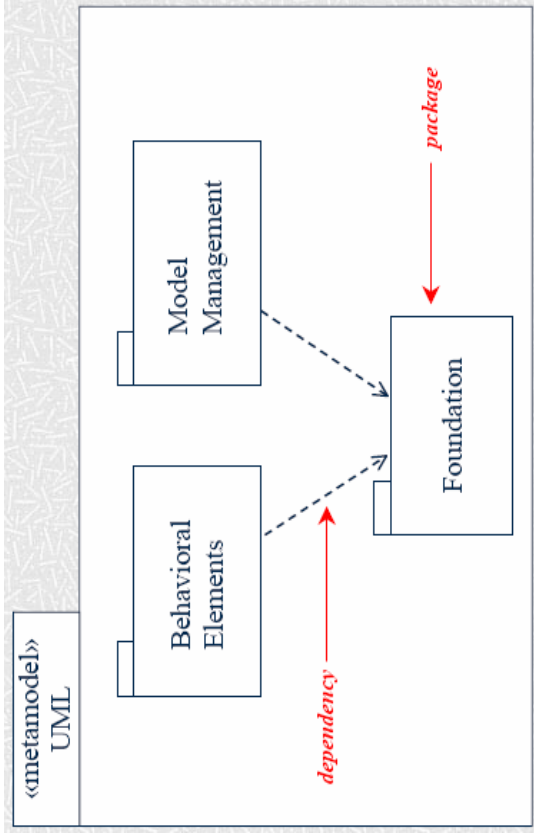 «metamodel»
UML
Behavioral
Elements
Model
Management
dependency
package
Foundation